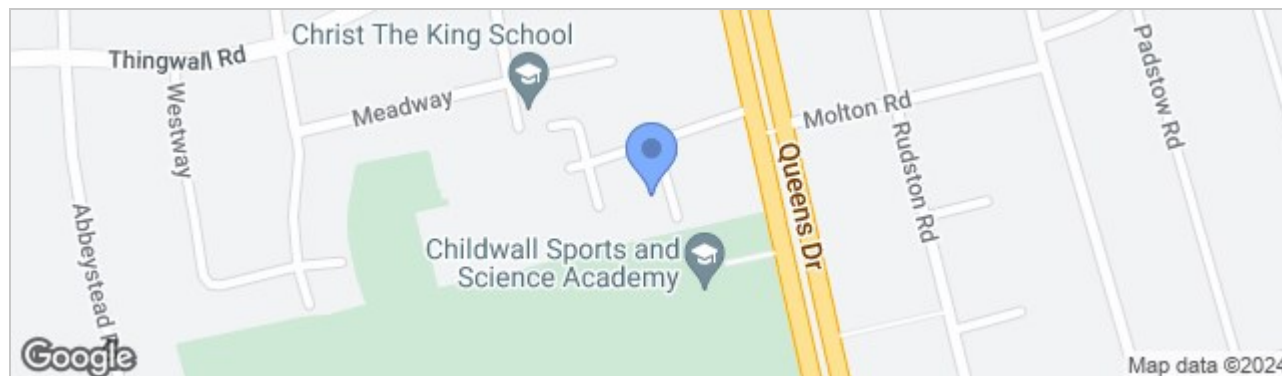 Christ The King School
Thingwall Rd
Westway
Meadway
Abbeystead
Molton Rd
Rudston Rd
Padstow Rd
Queens Dr
Childwall Sports and
Science Academy
Google
Map data ©2024